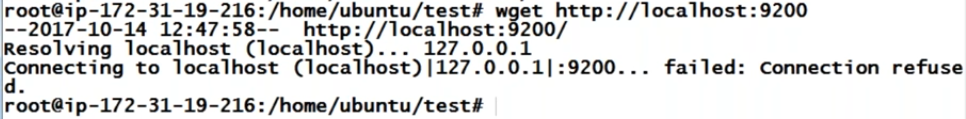 root@ip-172-31-19-216:/home/ubuntu/test# wget http://localhost:9200
--2017-10-14 12:47:58--  http://localhost:9200/
Resolving localhost (localhost)... 127.0.0.1
Connecting to localhost (localhost)|127.0.0.1|:9200... failed: Connection refuse
d.
root@ip-172-31-19-216:/home/ubuntu/test#